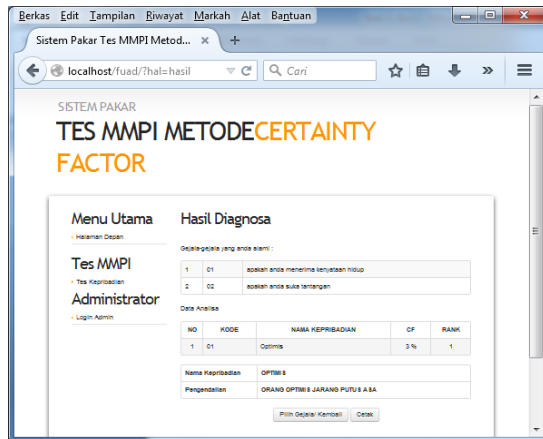 Berkas Edit Tampilan Riwayat Markah Alat Bantuan
Sistem Pakar Tes MMPI Metod... × +
localhost/fuad/?hal=hasil Cari
SISTEM PAKAR
TES MMPI METODECERTAINTY
FACTOR
Menu Utama
Halaman Depan
Tes MMPI
Tes Kepribadian
Administrator
Login Admin
Hasil Diagnosa
Gejala-gejala yang anda alami :
1 01 apakah anda menerima kenyataan hidup
2 02 apakah anda suka tantangan
Data Analisa
NO KODE NAMA KEPRIBADIAN CF RANK
1 01 Optimis 3 % 1
Nama Kepribadian OPTIMIS
Pengendalian ORANG OPTIMIS JARANG PUTUS ASA
Pilih Gejala/ Kembali Cetak